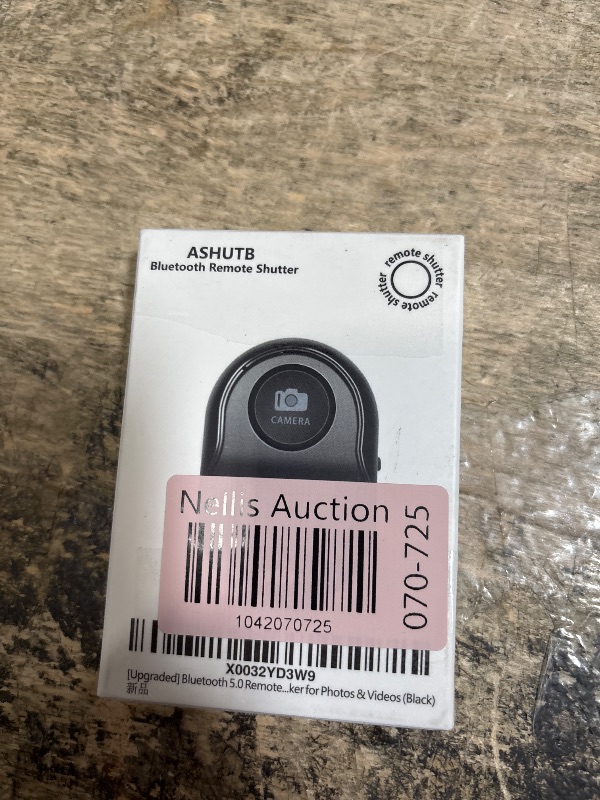 ASHUTB
Bluetooth Remote Shutter
remote shutter remote shutter
CAMERA
Nellis Auction
070-725
1042070725
X0032YD3W9
[Upgraded] Bluetooth 5.0 Remote...ker for Photos & Videos (Black)
新品